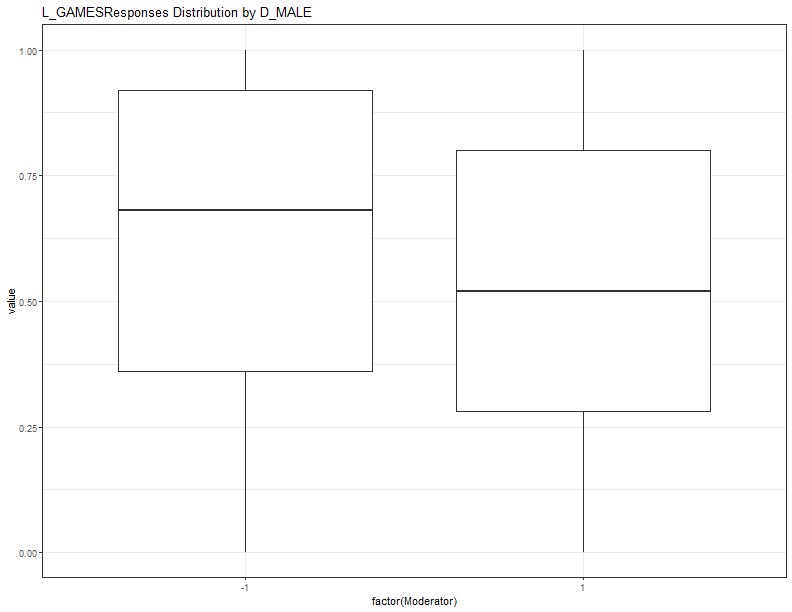 L_GAMESResponses Distribution by D_MALE
1.00
0.75
0.50
0.25
0.00
value
-1
1
factor(Moderator)